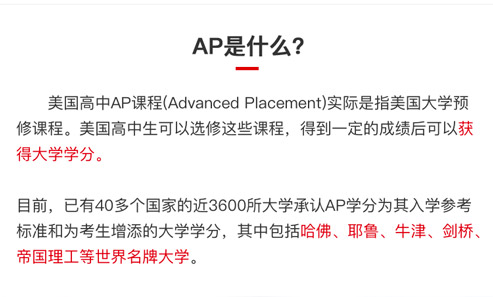 AP是什么?
美国高中AP课程(Advanced Placement)实际是指美国大学预
修课程。美国高中生可以选修这些课程，得到一定的成绩后可以获
得大学学分。
目前，已有40多个国家的近3600所大学承认AP学分为其入学参考
标准和为考生增添的大学学分，其中包括哈佛、耶鲁、牛津、剑桥、
帝国理工等世界名牌大学。